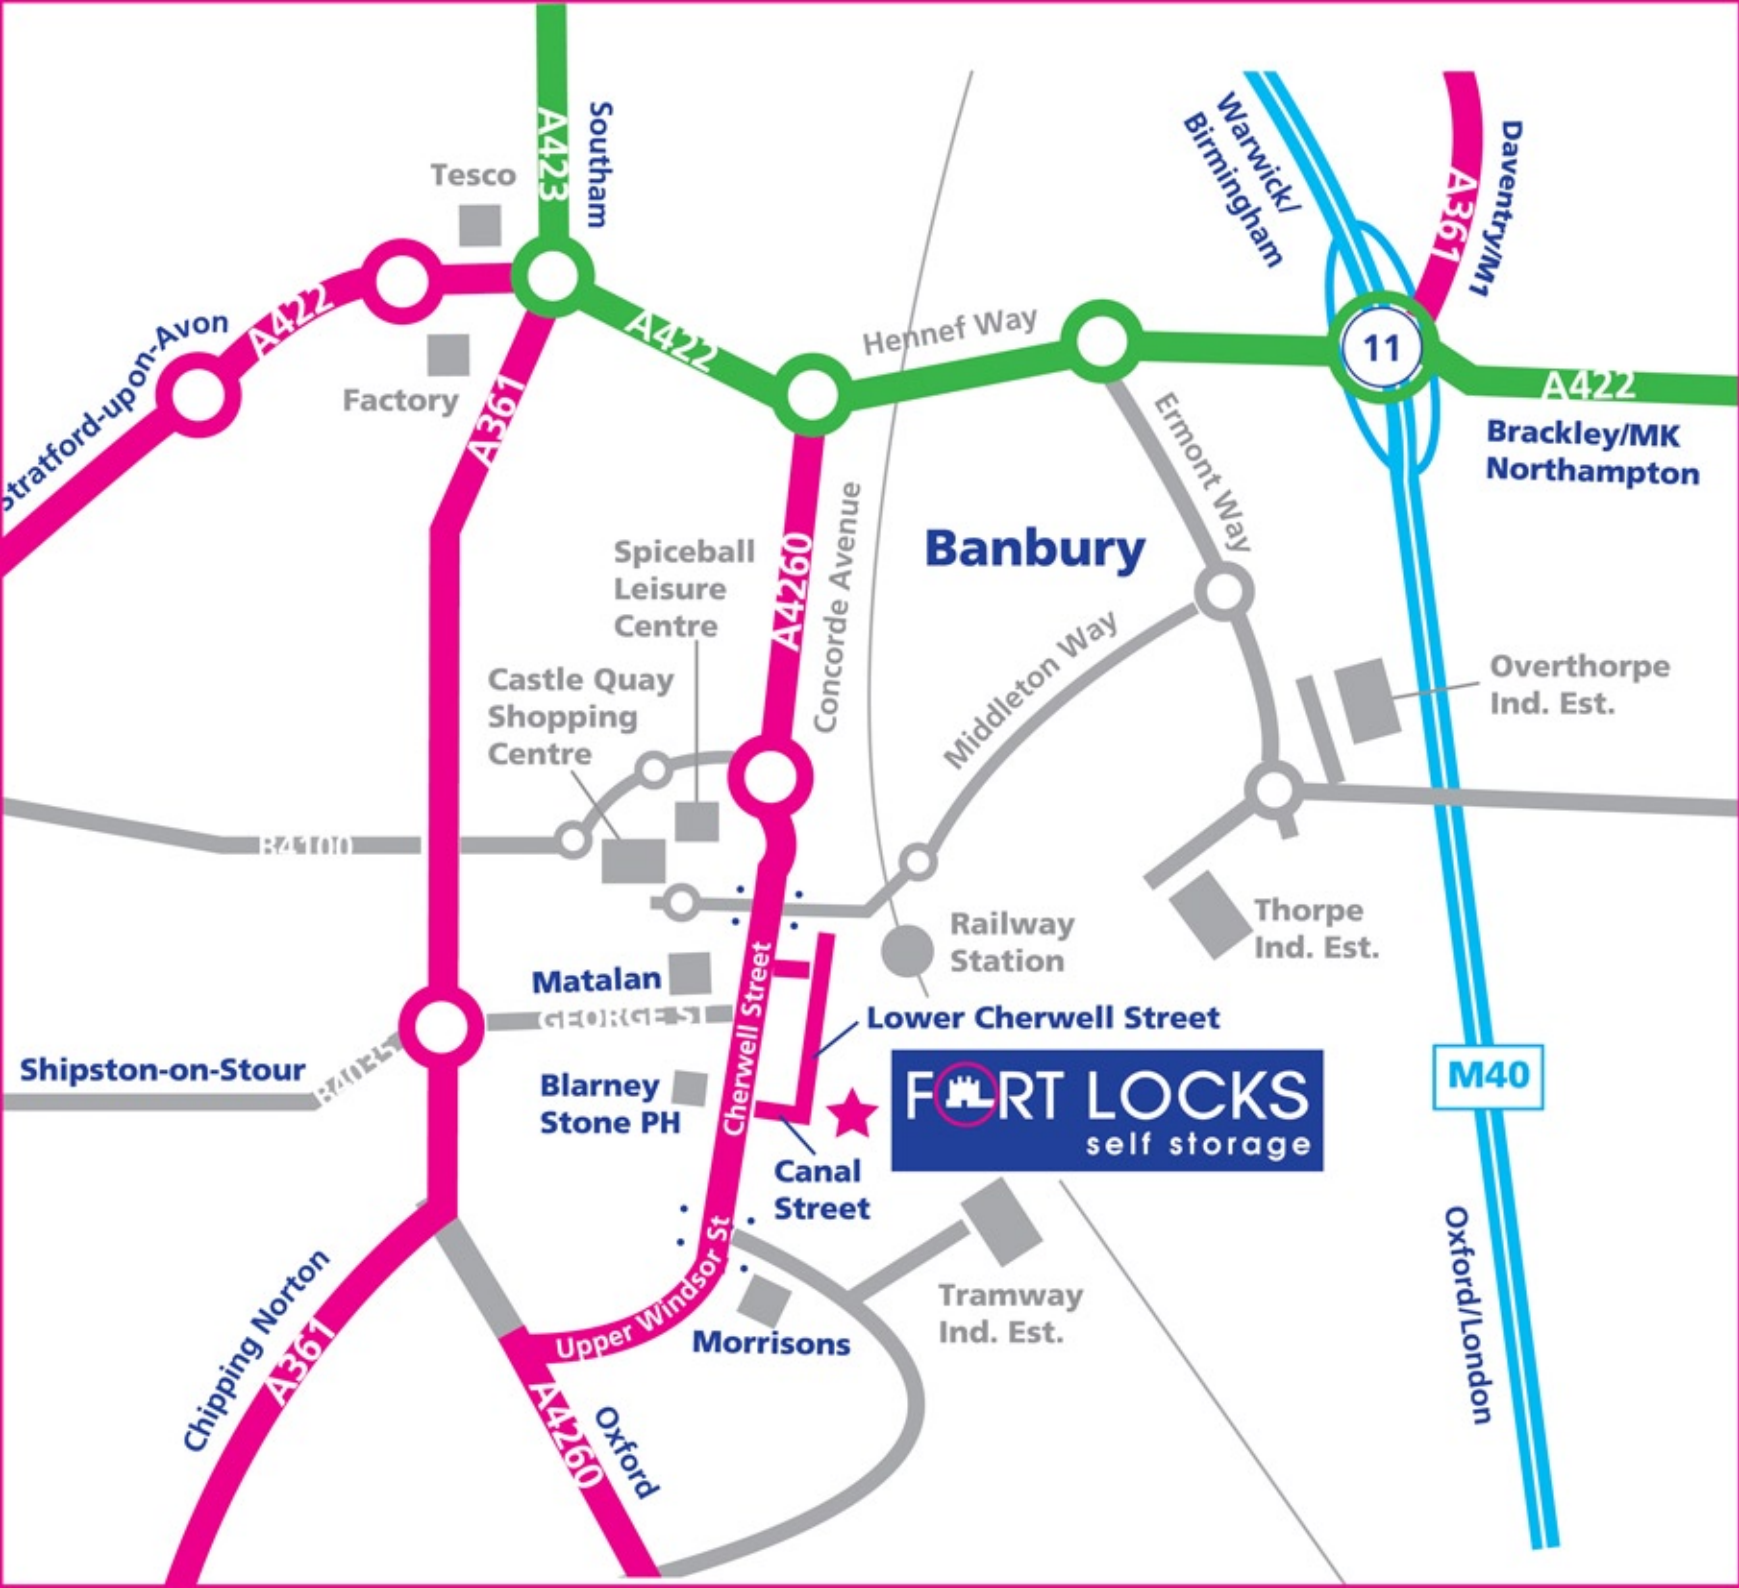 A423
Southam
Warwick/
Birmingham
A361
Daventry/M1
Tesco
Stratford-upon-Avon
A422
A422
Hennef Way
11
A422
Factory
A361
Ermont Way
Brackley/MK
Northampton
Banbury
Spiceball
Leisure
Centre
A4260
Concorde Avenue
Middleton Way
Castle Quay
Shopping
Centre
Overthorpe
Ind. Est.
B4100
Railway
Station
Thorpe
Ind. Est.
Matalan
GEORGE ST
Cherwell Street
Lower Cherwell Street
Shipston-on-Stour
B4035
Blarney
Stone PH
FORT LOCKS
self storage
M40
Canal
Street
Upper Windsor St
Tramway
Ind. Est.
Morrisons
Chipping Norton
A361
A4260
Oxford
Oxford/London